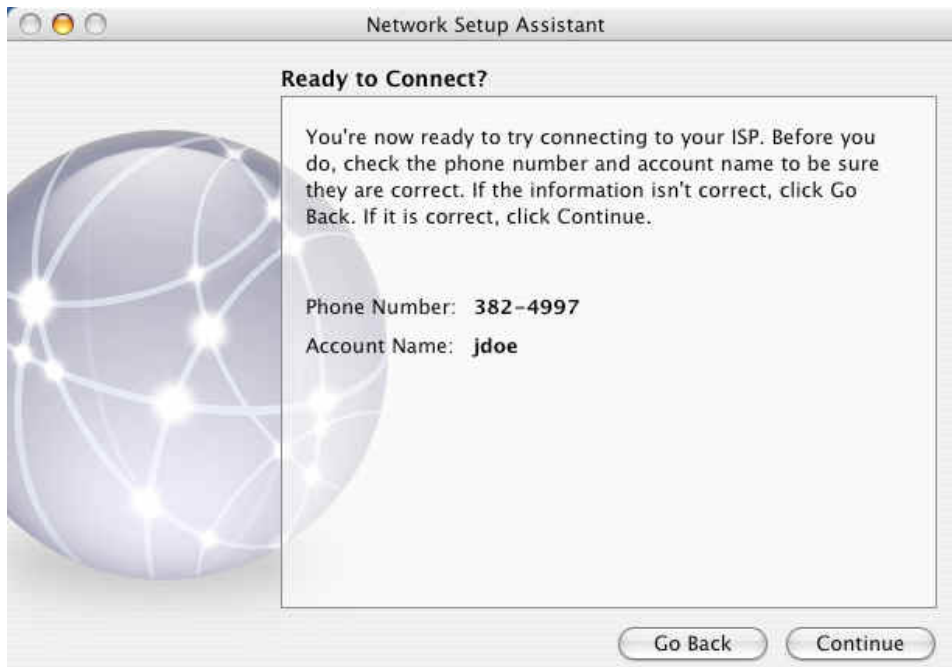 Network Setup Assistant
Ready to Connect?
You're now ready to try connecting to your ISP. Before you
do, check the phone number and account name to be sure
they are correct. If the information isn't correct, click Go
Back. If it is correct, click Continue.
Phone Number: 382-4997
Account Name: jdoe
Go Back Continue